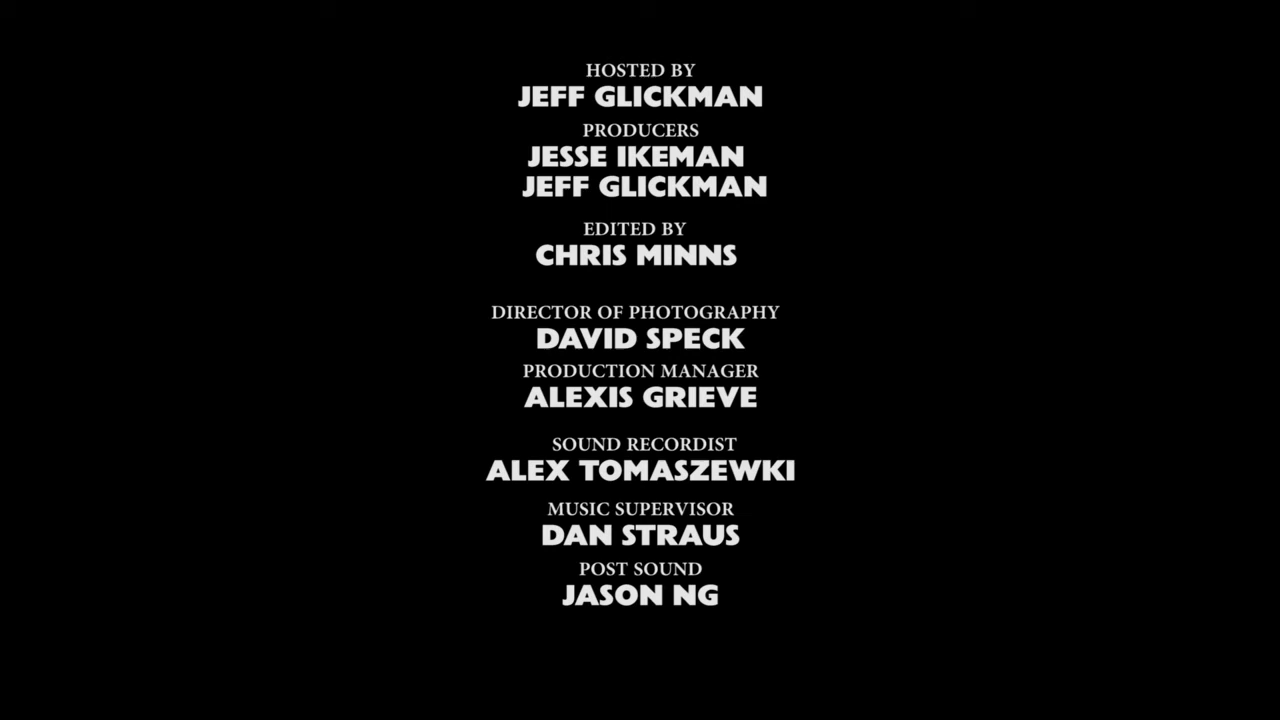 HOSTED BY
JEFF GLICKMAN
PRODUCERS
JESSE IKEMAN
JEFF GLICKMAN
EDITED BY
CHRIS MINNS
DIRECTOR OF PHOTOGRAPHY
DAVID SPECK
PRODUCTION MANAGER
ALEXIS GRIEVE
SOUND RECORDIST
ALEX TOMASZEWKI
MUSIC SUPERVISOR
DAN STRAUS
POST SOUND
JASON NG